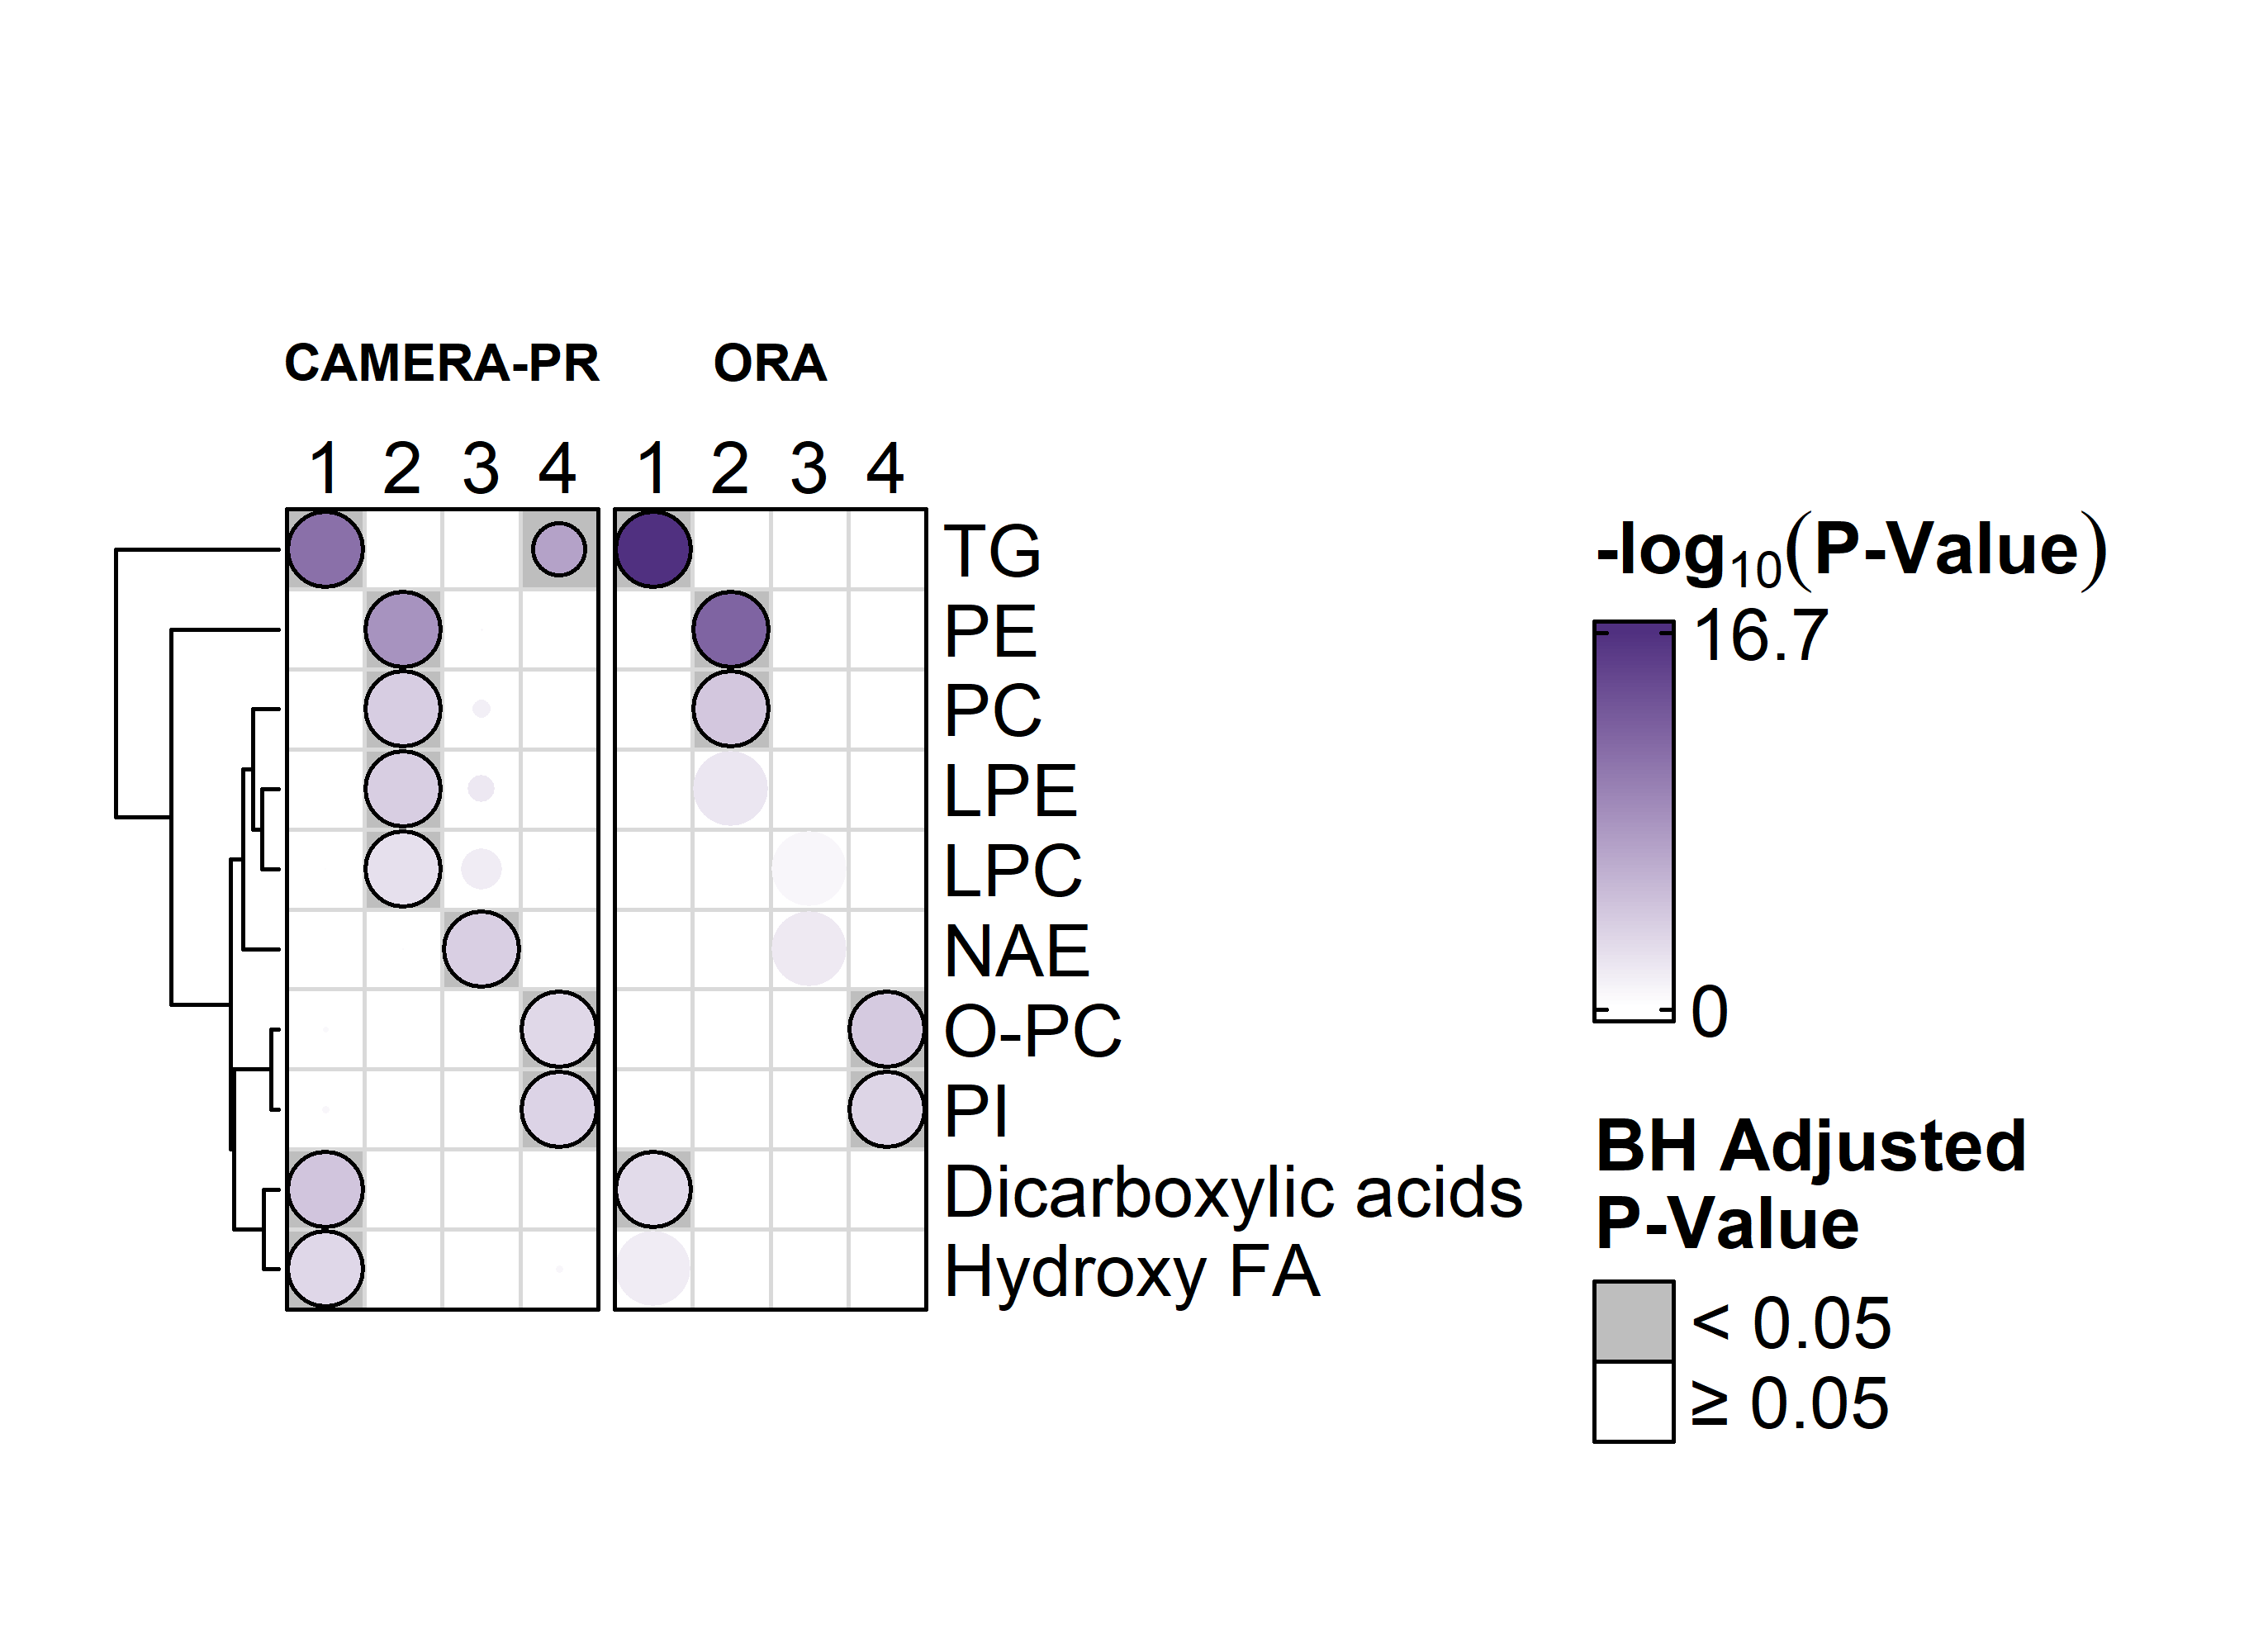 CAMERA-PR ORA
1 2 3 4 1 2 3 4
TG
PE
PC
LPE
LPC
NAE
O-PC
PI
Dicarboxylic acids
Hydroxy FA
-log10(P-Value)
16.7
0
BH Adjusted
P-Value
< 0.05
≥ 0.05